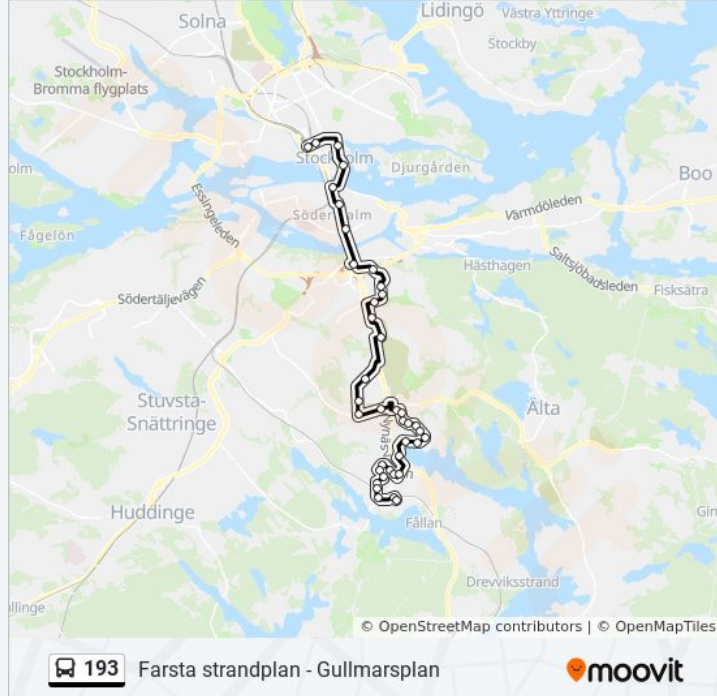 Lidingö
Solna
Västra Yttringe
Stockby
Stockholm-
Bromma flygplats
Stockholm
Djurgården
Boo
Essingeleden
Södermalm
Värmdöleden
Fågelön
Hästhagen
Saltsjöbadsleden
Fisksätra
Södertäljevägen
Stuvsta-
Snättringe
Älta
Huddinge
Fållan
Drevviksstrand
© OpenStreetMap contributors | © OpenMapTiles
193 Farsta strandplan - Gullmarsplan moovit